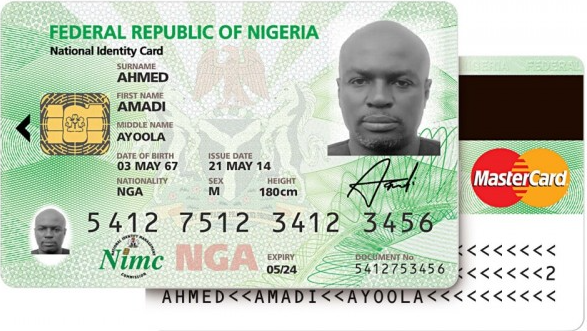 FEDERAL REPUBLIC OF NIGERIA
National Identity Card
SURNAME
AHMED
FIRST NAME
AMADI
MIDDLE NAME
AYOOLA
DATE OF BIRTH ISSUE DATE
03 MAY 67 21 MAY 14
NATIONALITY SEX HEIGHT
NGA M 180cm
Amadi
5412 7512 3412 3456
Nimc NGA
EXPIRY DOCUMENT No
05/24 5412753456
MasterCard
<<<<<<<
<<<<<<2
AHMED<<AMADI<<AYOOLA<<<<<<<<<<